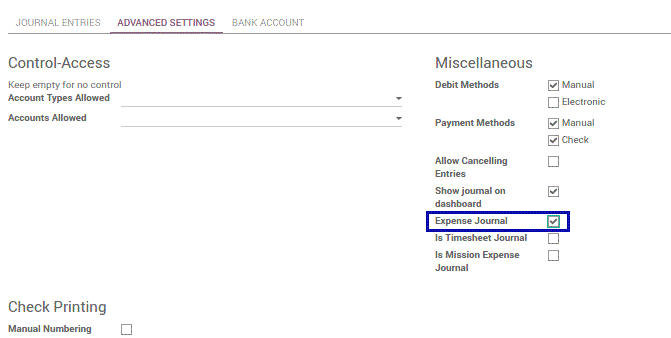 JOURNAL ENTRIES ADVANCED SETTINGS BANK ACCOUNT
Control-Access
Keep empty for no control
Account Types Allowed
Accounts Allowed
Miscellaneous
Debit Methods Manual
Electronic
Payment Methods Manual
Check
Allow Cancelling
Entries
Show journal on
dashboard
Expense Journal
Is Timesheet Journal
Is Mission Expense
Journal
Check Printing
Manual Numbering